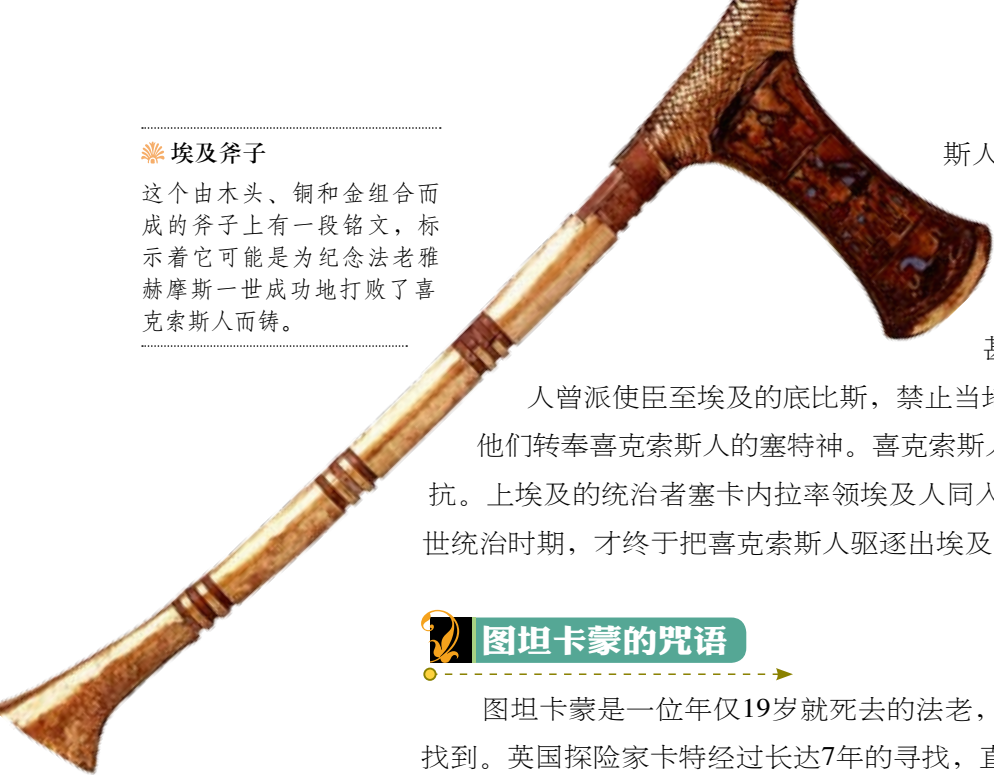 埃及斧子
这个由木头、铜和金组合而
成的斧子上有一段铭文，标
示着它可能是为纪念法老雅
赫摩斯一世成功地打败了喜
克索斯人而铸。
斯人
人曾派使臣至埃及的底比斯，禁止当
他们转奉喜克索斯人的塞特神。喜克索斯
抗。上埃及的统治者塞卡内拉率领埃及人同
世统治时期，才终于把喜克索斯人驱逐出埃及
图坦卡蒙的咒语
图坦卡蒙是一位年仅19岁就死去的法老，
找到。英国探险家卡特经过长达7年的寻找，